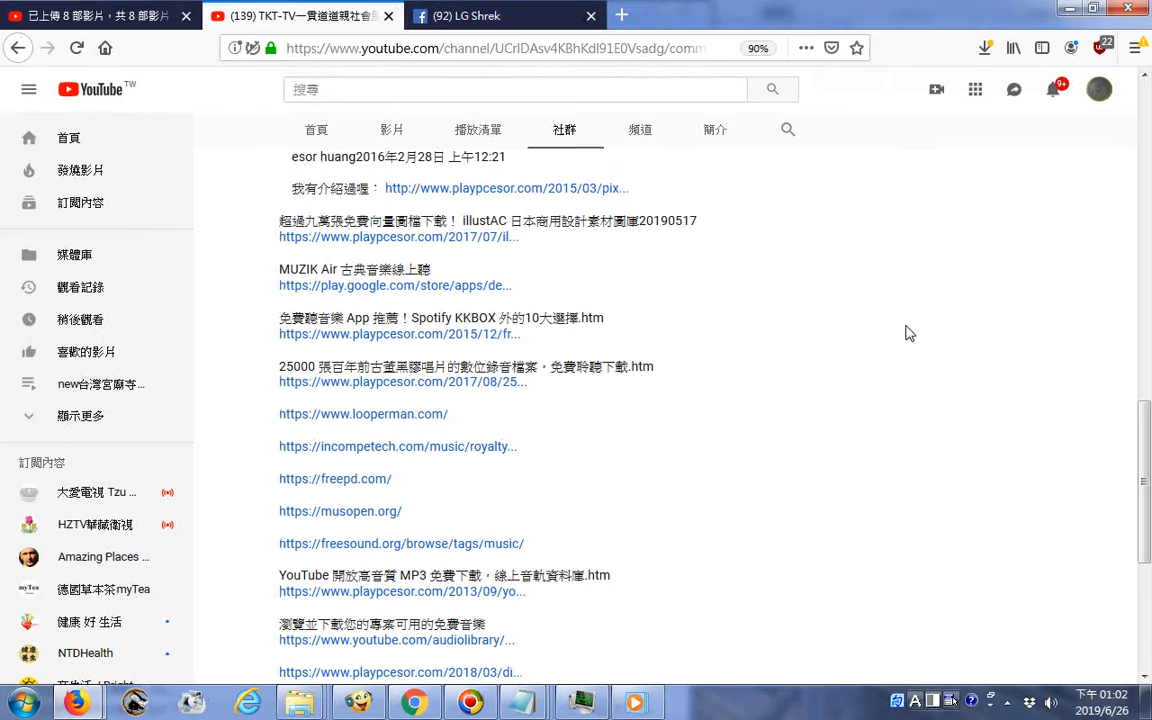 已上傳 8 部影片，共 8 部影片
(139) TKT-TV一貫道道親社會
(92) LG Shrek
https://www.youtube.com/channel/UCrIDAsv4KBhKdI91E0Vsadg/comm
90%
22
YouTube TW
搜尋
9+
首頁
影片
播放清單
社群
頻道
簡介
首頁
發燒影片
訂閱內容
媒體庫
觀看記錄
稍後觀看
喜歡的影片
new台灣宮廟寺...
顯示更多
訂閱內容
大愛電視 Tzu ...
HZTV華藏衛視
Amazing Places ...
myTea
德國草本茶myTea
健康 好 生活
NTDHealth
esor huang2016年2月28日 上午12:21
我有介紹過喔： http://www.playpcesor.com/2015/03/pix...
超過九萬張免費向量圖檔下載！ illustAC 日本商用設計素材圖庫20190517
https://www.playpcesor.com/2017/07/il...
MUZIK Air 古典音樂線上聽
https://play.google.com/store/apps/de...
免費聽音樂 App 推薦！Spotify KKBOX 外的10大選擇.htm
https://www.playpcesor.com/2015/12/fr...
25000 張百年前古董黑膠唱片的數位錄音檔案，免費聆聽下載.htm
https://www.playpcesor.com/2017/08/25...
https://www.looperman.com/
https://incompetech.com/music/royalty...
https://freepd.com/
https://musopen.org/
https://freesound.org/browse/tags/music/
YouTube 開放高音質 MP3 免費下載，線上音軌資料庫.htm
https://www.playpcesor.com/2013/09/yo...
瀏覽並下載您的專案可用的免費音樂
https://www.youtube.com/audiolibrary/...
https://www.playpcesor.com/2018/03/di...
下午 01:02
2019/6/26